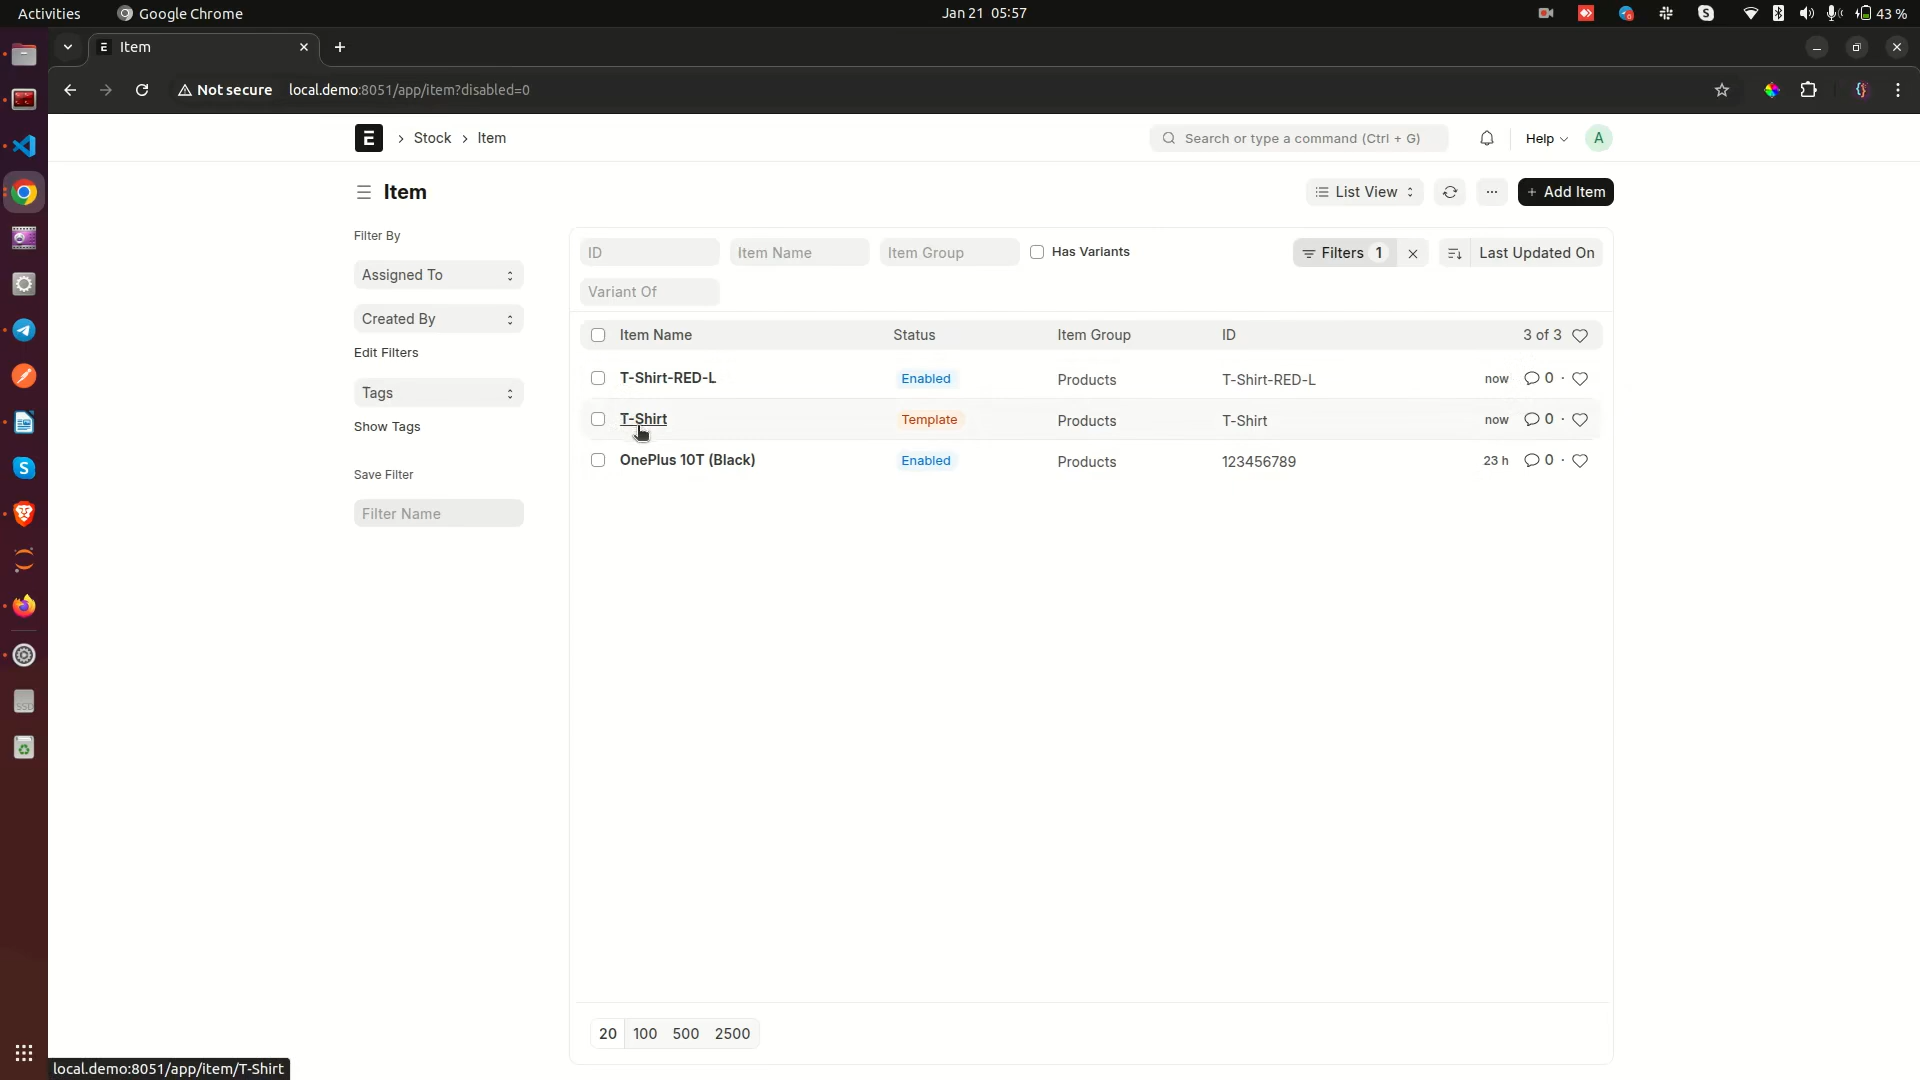 Activities Google Chrome Jan 21 05:57 43 %
Item
Not secure local.demo:8051/app/item?disabled=0
E Stock Item Search or type a command (Ctrl + G) Help A
Item List View + Add Item
Filter By
Assigned To
Created By
Edit Filters
Tags
Show Tags
Save Filter
Filter Name
ID Item Name Item Group Has Variants Filters 1 Last Updated On
Variant Of
Item Name Status Item Group ID 3 of 3
T-Shirt-RED-L Enabled Products T-Shirt-RED-L now 0
T-Shirt Template Products T-Shirt now 0
OnePlus 10T (Black) Enabled Products 123456789 23 h 0
20 100 500 2500
local.demo:8051/app/item/T-Shirt